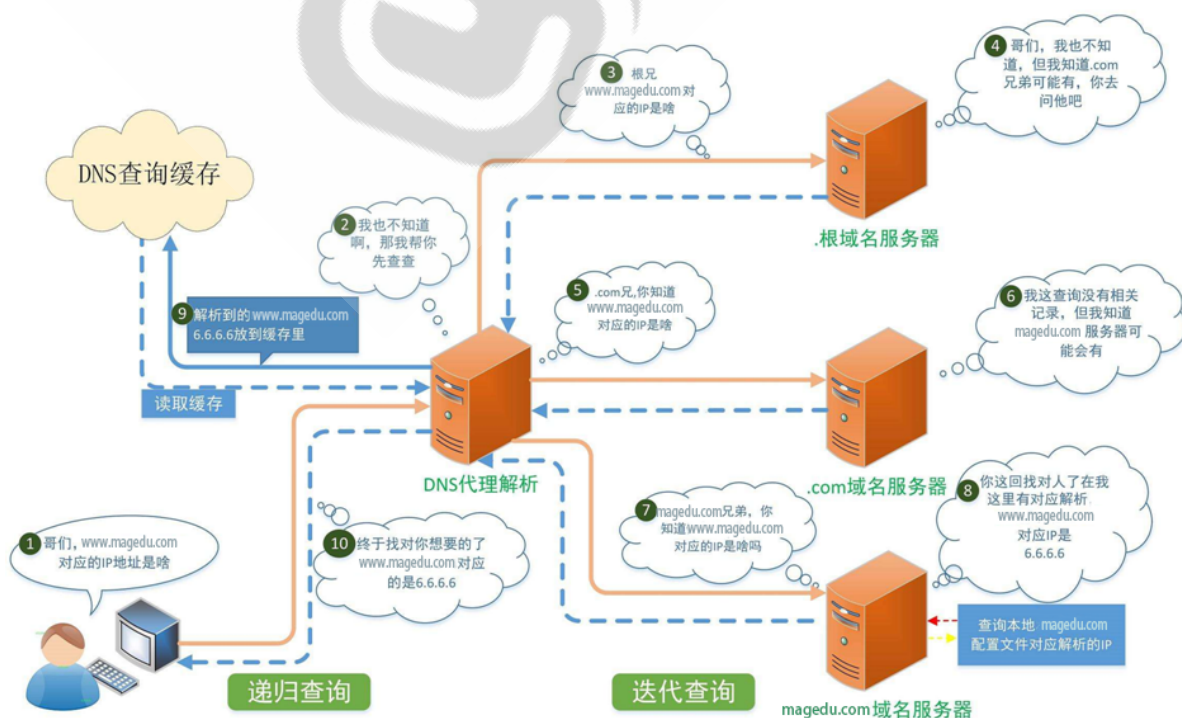 3 根兄
www.magedu.com 对
应的IP是啥
4 哥们，我也不知
道，但我知道.com
兄弟可能有，你去
问他吧
DNS查询缓存
2 我也不知道
啊，那我帮你
先查查
.根域名服务器
9 解析到的www.magedu.com
6.6.6.6放到缓存里
5 .com兄,你知道
www.magedu.com
对应的IP是啥
6 我这查询没有相关
记录，但我知道
magedu.com 服务器可
能会有
读取缓存
DNS代理解析
.com域名服务器
1 哥们，www.magedu.com
对应的IP地址是啥
10 终于找对你想要的了
www.magedu.com 对应
的是6.6.6.6
7 magedu.com兄弟，你
知道www.magedu.com
对应的IP是啥吗
8 你这回找对人了在我
这里有对应解析
www.magedu.com
对应IP是
6.6.6.6
查询本地 magedu.com
配置文件对应解析的IP
递归查询
迭代查询
magedu.com 域名服务器